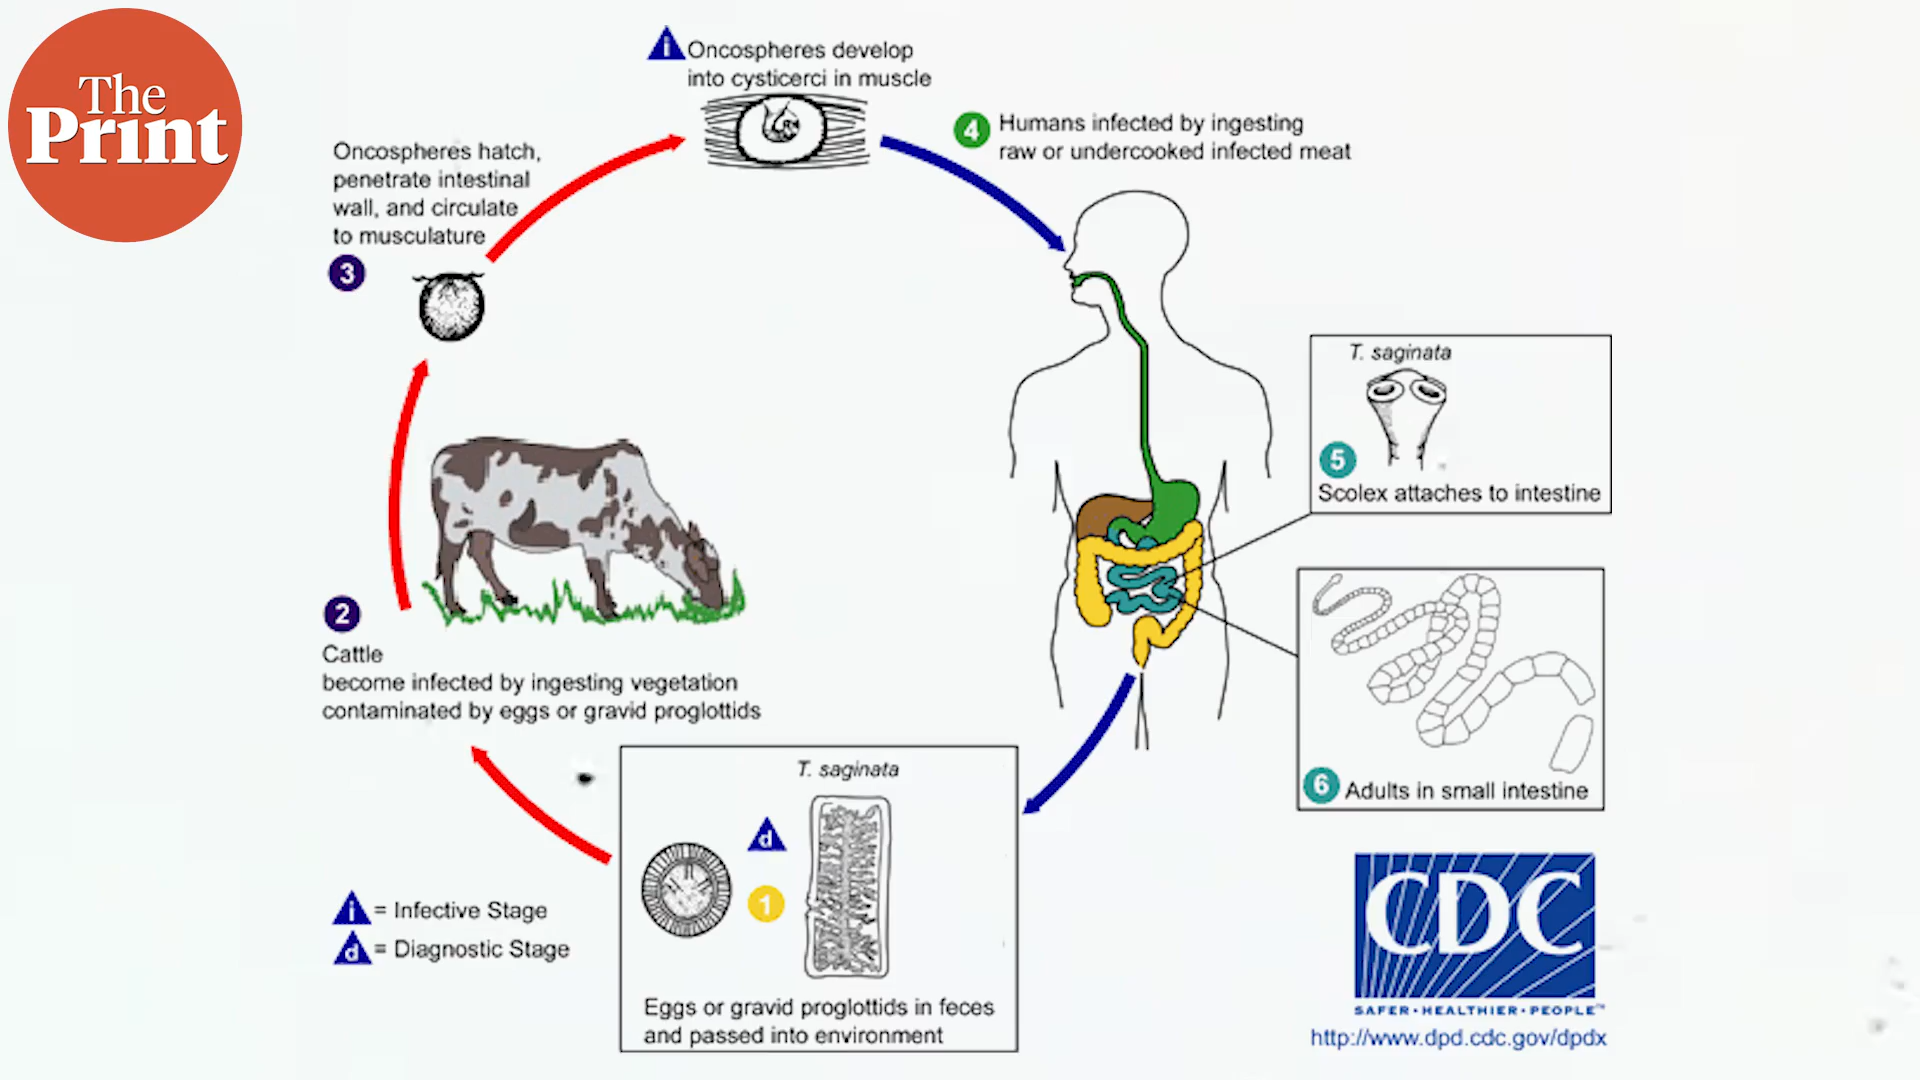 The
Print
i
Oncospheres develop
into cysticerci in muscle
4
Humans infected by ingesting
raw or undercooked infected meat
Oncospheres hatch,
penetrate intestinal
wall, and circulate
to musculature
3
T. saginata
5
Scolex attaches to intestine
2
Cattle
become infected by ingesting vegetation
contaminated by eggs or gravid proglottids
6
Adults in small intestine
T. saginata
d
1
Eggs or gravid proglottids in feces
and passed into environment
i = Infective Stage
d = Diagnostic Stage
CDC
SAFER•HEALTHIER•PEOPLE™
http://www.dpd.cdc.gov/dpdx